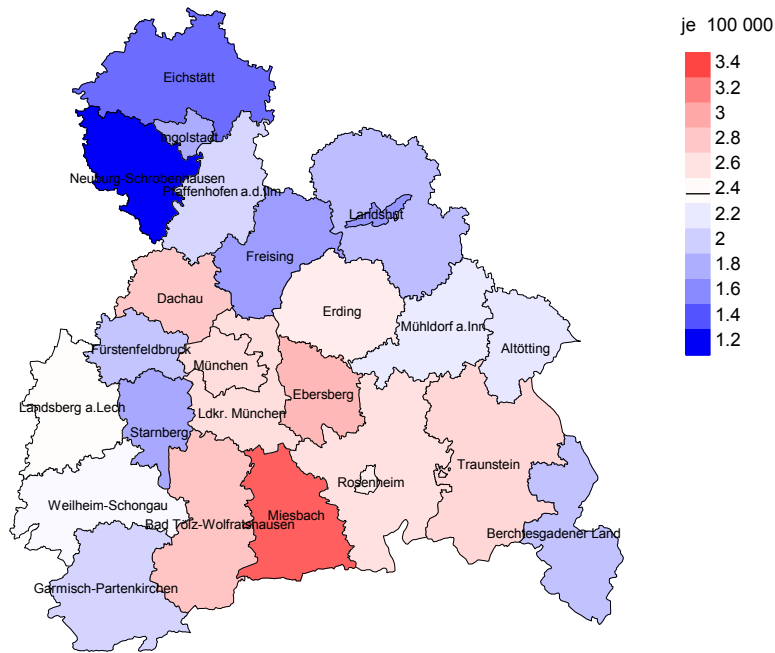 je 100 000
3.4
3.2
3
2.8
2.6
2.4
2.2
2
1.8
1.6
1.4
1.2
Eichstätt
Ingolstadt
Neuburg-Schrobenhausen
Pfaffenhofen a.d.Ilm
Landshut
Freising
Dachau
Erding
Mühldorf a.Inn
Altötting
Fürstenfeldbruck
München
Ebersberg
Landsberg a.Lech
Ldkr. München
Starnberg
Traunstein
Rosenheim
Weilheim-Schongau
Miesbach
Bad Tölz-Wolfratshausen
Berchtesgadener Land
Garmisch-Partenkirchen